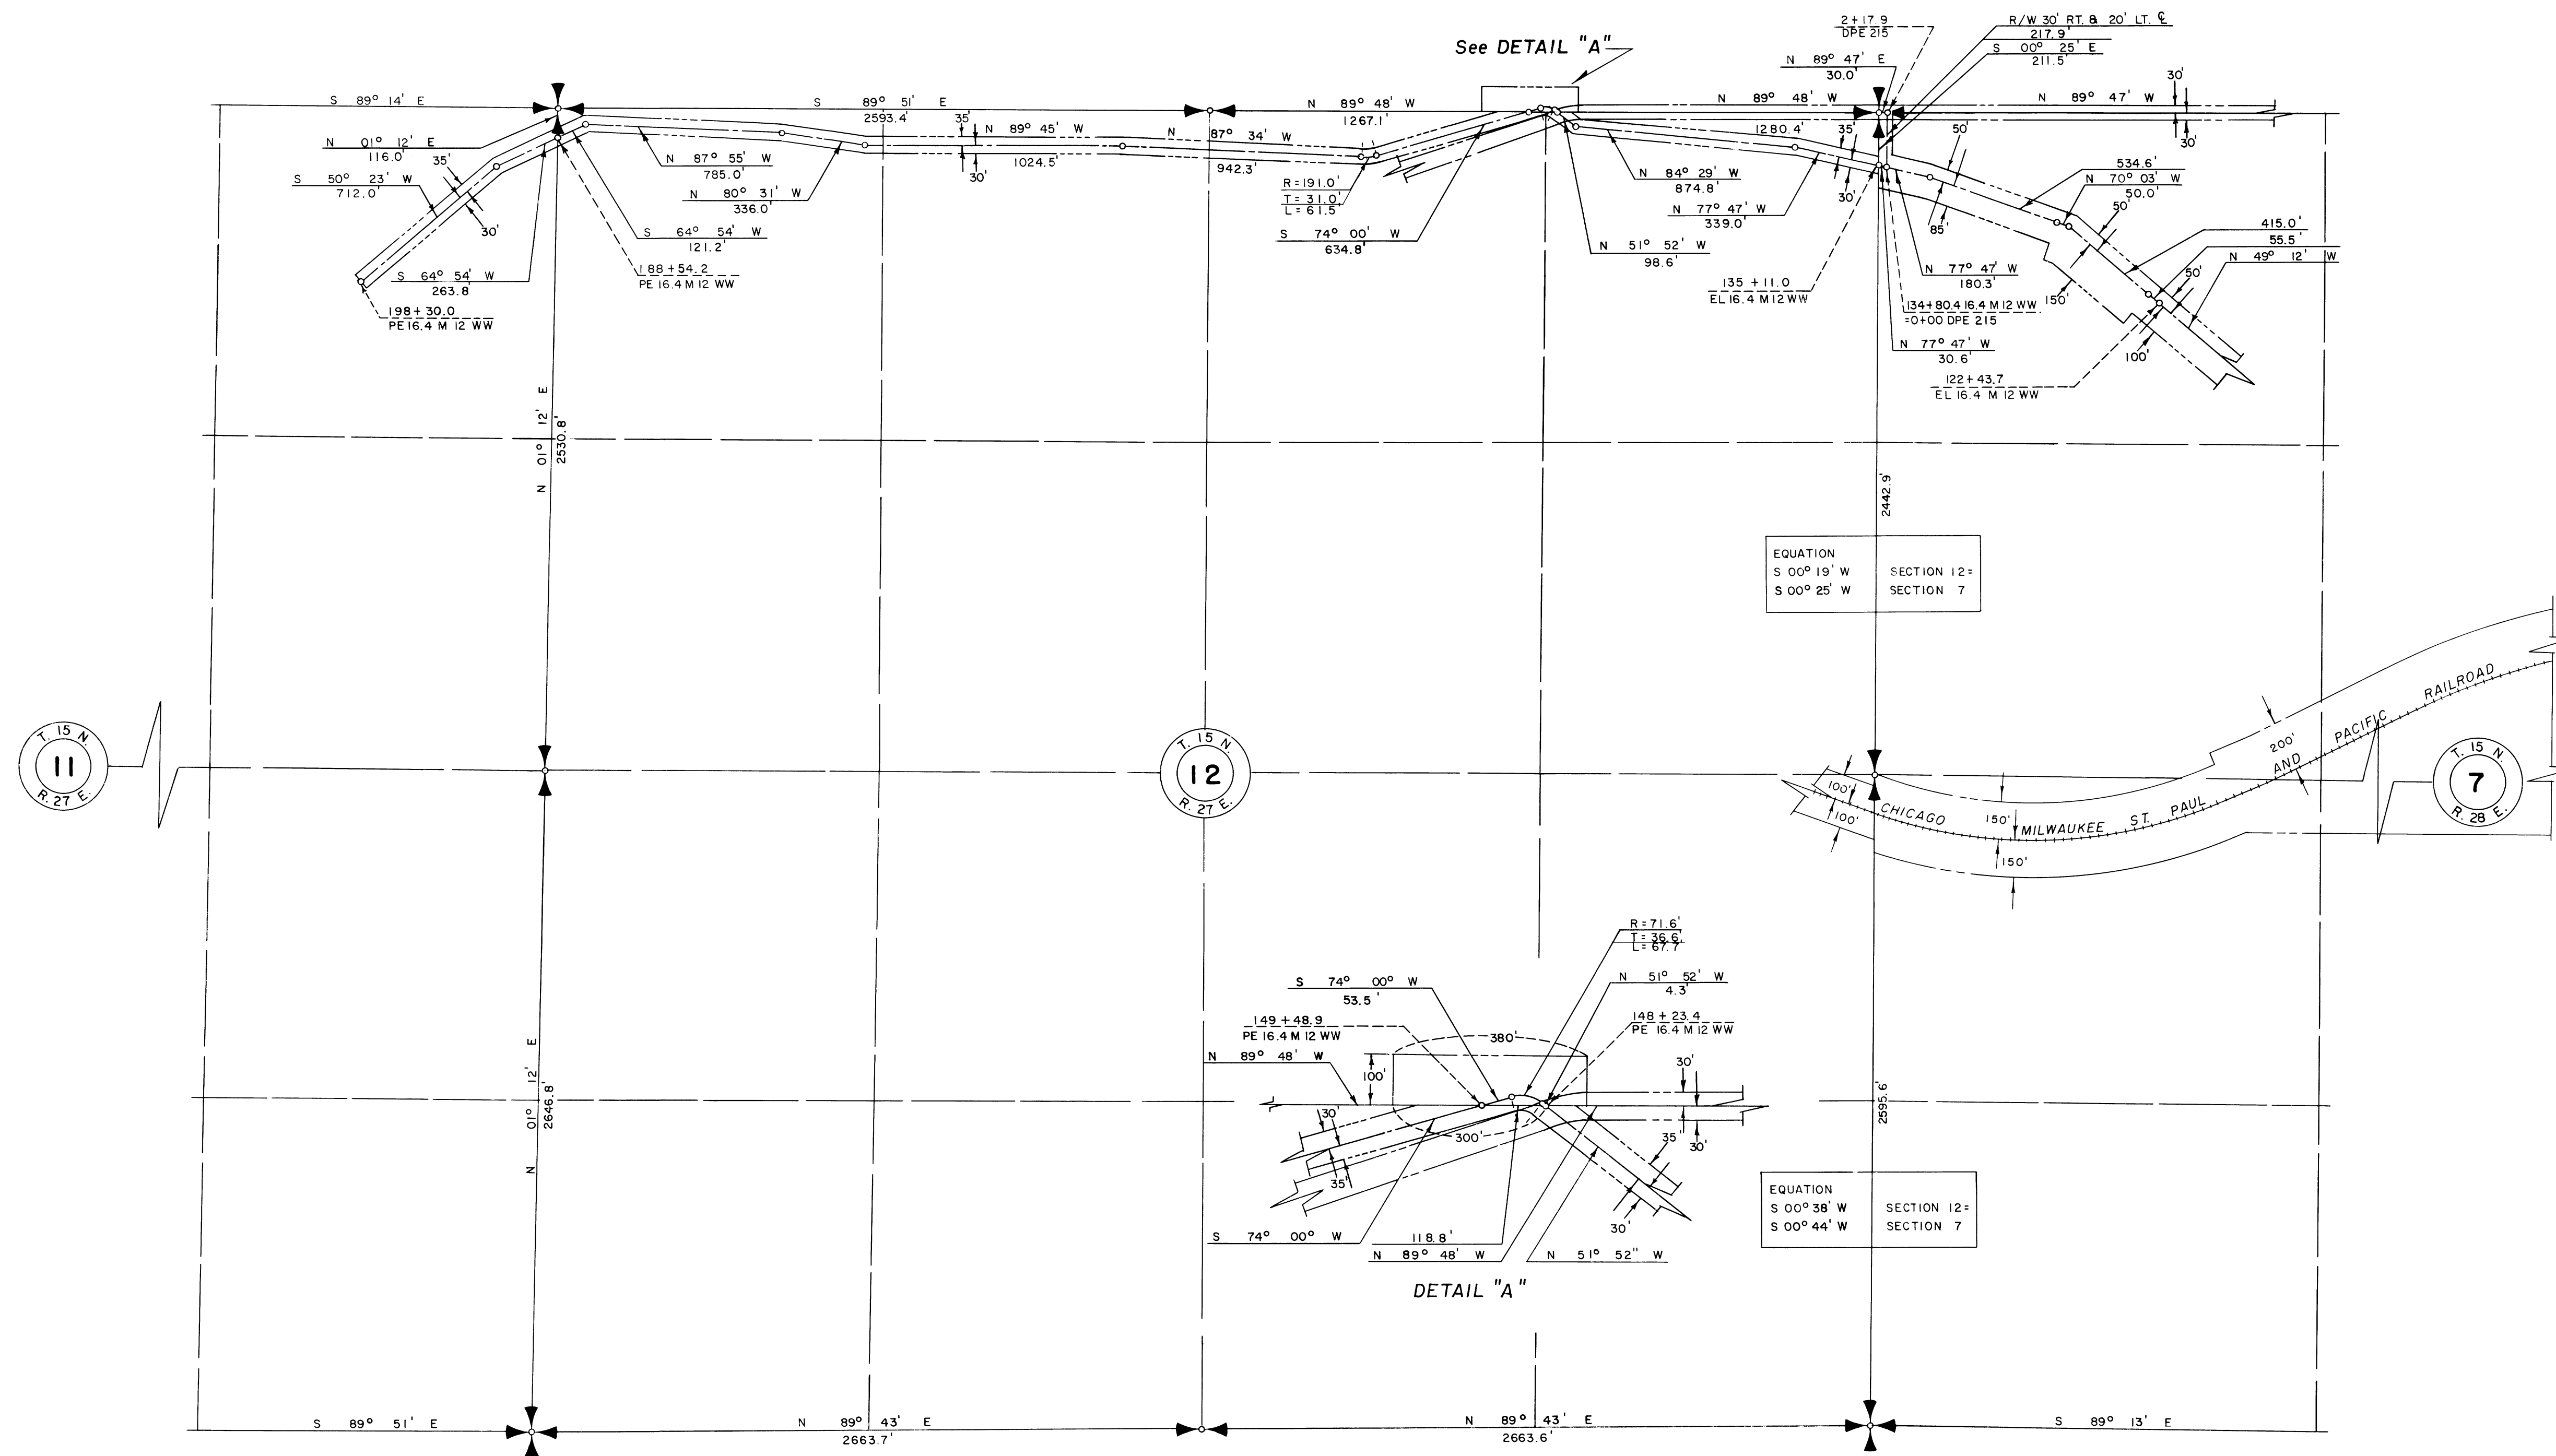 See DETAIL "A"
2+17.9
DPE 215
R/W 30' RT. & 20' LT. ℄
217.9'
S 00° 25' E
211.5'
N 89° 47' E
30.0'
S 89° 14' E
S 89° 51' E
2593.4'
N 89° 48' W
1267.1'
N 89° 48' W
1280.4'
N 89° 47' W
30'
30'
N 01° 12' E
116.0'
35'
S 50° 23' W
712.0'
30'
S 64° 54' W
263.8'
198+30.0
PE 16.4 M 12 WW
S 64° 54' W
121.2'
188+54.2
PE 16.4 M 12 WW
N 87° 55' W
785.0'
N 80° 31' W
336.0'
35'
30'
N 89° 45' W
1024.5'
N 87° 34' W
942.3'
R=191.0'
T= 31.0'
L= 61.5'
S 74° 00' W
634.8'
N 51° 52' W
98.6'
N 84° 29' W
874.8'
N 77° 47' W
339.0'
35'
30'
50'
85'
135 +11.0
EL 16.4 M 12 WW
N 77° 47' W
180.3'
134+80.4 16.4 M 12 WW
=0+00 DPE 215
N 77° 47' W
30.6'
534.6'
N 70° 03' W
50.0'
50'
415.0'
55.5'
N 49° 12' W
50'
150'
100'
122+43.7
EL 16.4 M 12 WW
N 01° 12' E
2530.8'
2442.9'
EQUATION
S 00° 19' W SECTION 12=
S 00° 25' W SECTION 7
T. 15 N.
11
R. 27 E.
T. 15 N.
12
R. 27 E.
T. 15 N.
7
R. 28 E.
CHICAGO MILWAUKEE ST. PAUL AND PACIFIC RAILROAD
100'
100'
150'
150'
200'
N 01° 12' E
2646.8'
2595.6'
R=71.6'
T= 36.6'
L= 67.7'
S 74° 00° W
53.5'
N 51° 52' W
4.3'
149 +48.9
PE 16.4 M 12 WW
148 + 23.4
PE 16.4 M 12 WW
N 89° 48' W
380'
100'
300'
30'
35'
30'
30'
35'
30'
S 74° 00° W
118.8'
N 89° 48' W
N 51° 52" W
DETAIL "A"
EQUATION
S 00° 38' W SECTION 12=
S 00° 44' W SECTION 7
S 89° 51' E
N 89° 43' E
2663.7'
N 89° 43' E
2663.6'
S 89° 13' E